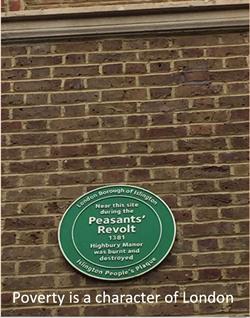 London Borough of Islington
Near this site
during the
Peasants'
Revolt
1381
Highbury Manor
was burnt and
destroyed
Islington People's Plaque
Poverty is a character of London